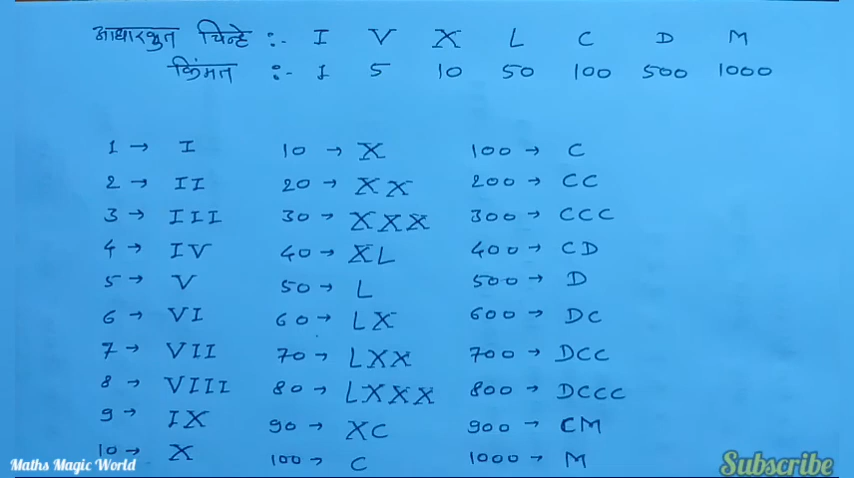 आधारभुत चिन्हे :- I V X L C D M
किंमत :- 1 5 10 50 100 500 1000
1 → I 10 → X 100 → C
2 → II 20 → XX 200 → CC
3 → III 30 → XXX 300 → CCC
4 → IV 40 → XL 400 → CD
5 → V 50 → L 500 → D
6 → VI 60 → LX 600 → DC
7 → VII 70 → LXX 700 → DCC
8 → VIII 80 → LXXX 800 → DCCC
9 → IX 90 → XC 900 → CM
10 → X 100 → C 1000 → M
Maths Magic World Subscribe